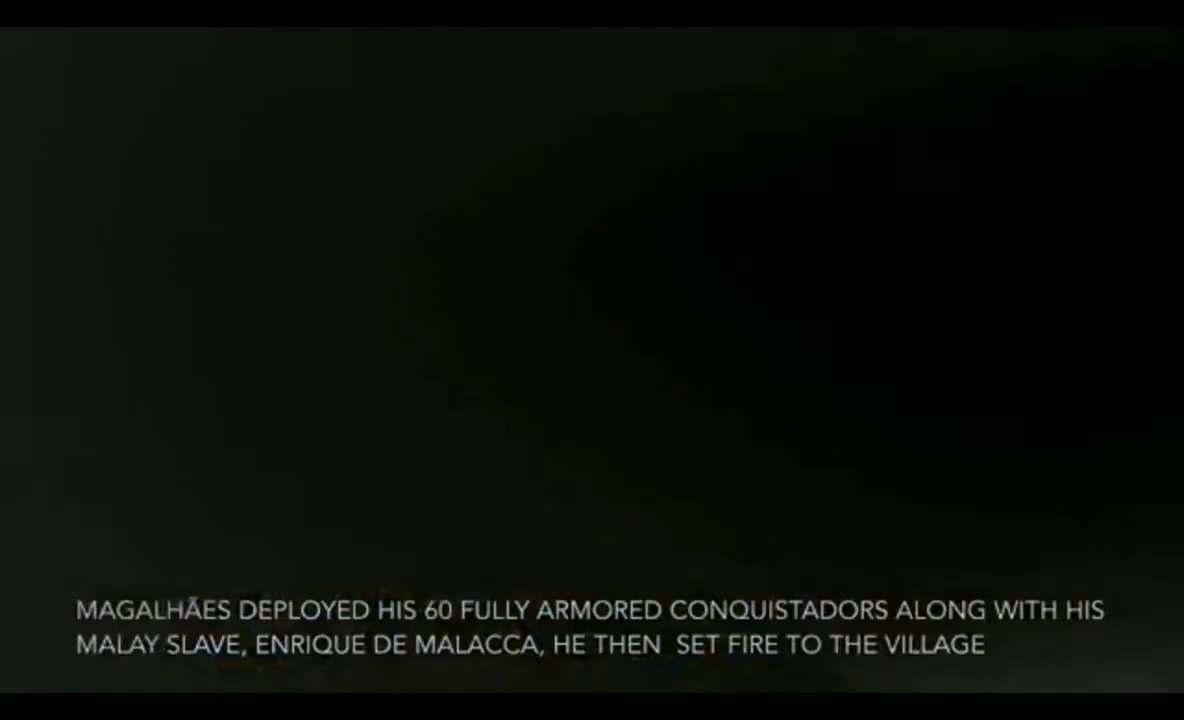 MAGALHÃES DEPLOYED HIS 60 FULLY ARMORED CONQUISTADORS ALONG WITH HIS
MALAY SLAVE, ENRIQUE DE MALACCA, HE THEN  SET FIRE TO THE VILLAGE